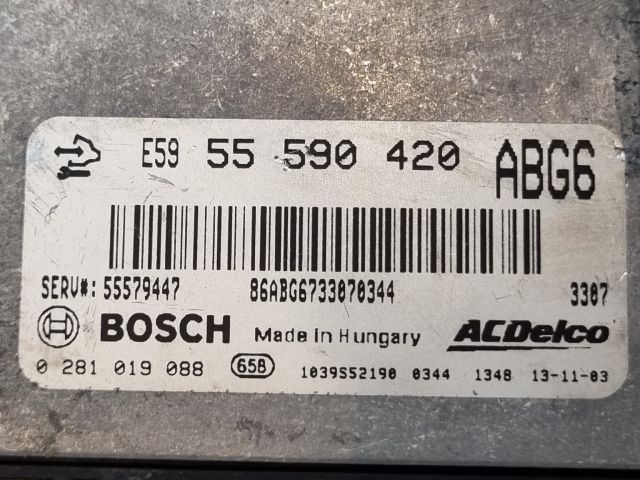 E59 55 590 420 ABG6
SERV#: 55579447 86ABG6733070344 3307
BOSCH Made in Hungary ACDelco
0 281 019 088 658 1039S52190 0344 1348 13-11-03